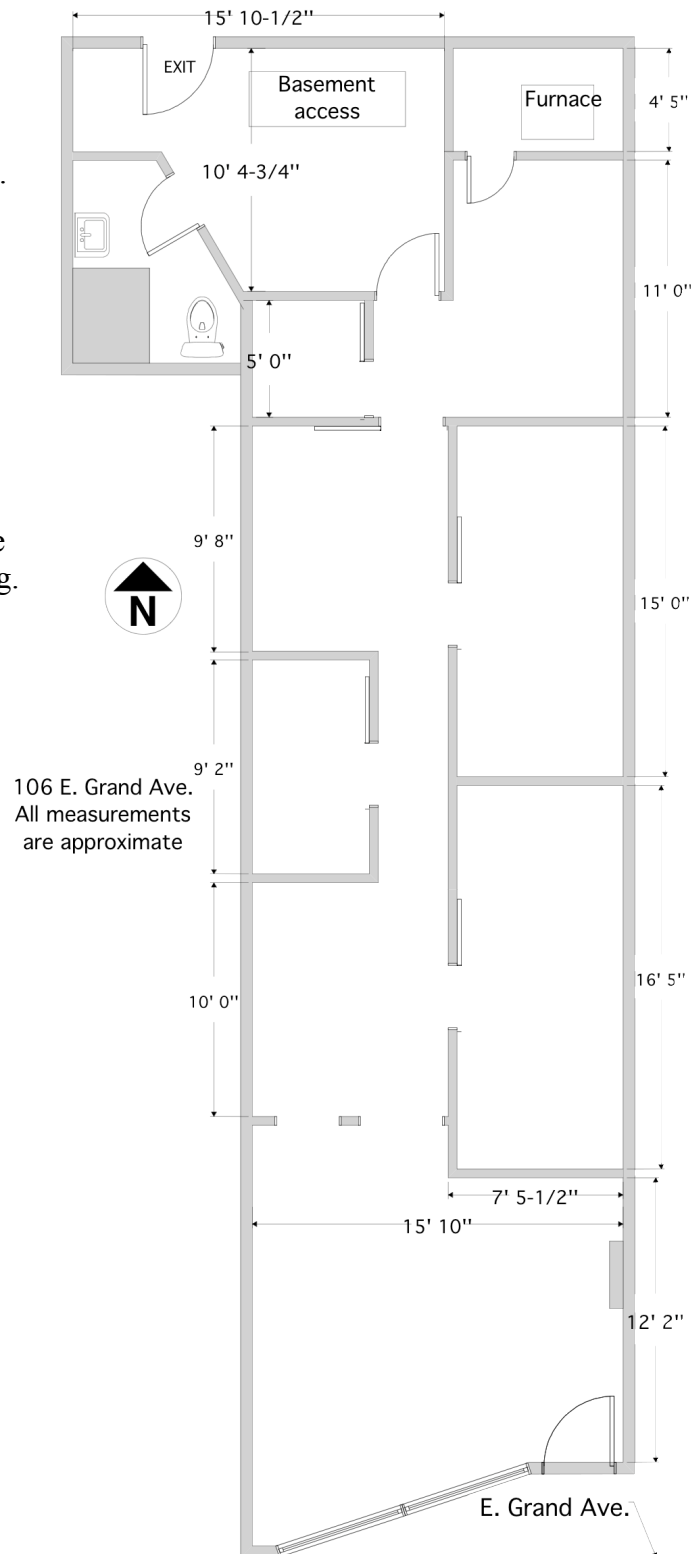 15' 10-1/2''
EXIT
Basement
access
Furnace
4' 5''
.
10' 4-3/4''
11' 0''
5' 0''
e
g.
9' 8''
N
15' 0''
9' 2''
106 E. Grand Ave.
All measurements
are approximate
16' 5''
10' 0''
7' 5-1/2''
15' 10''
12' 2''
E. Grand Ave.